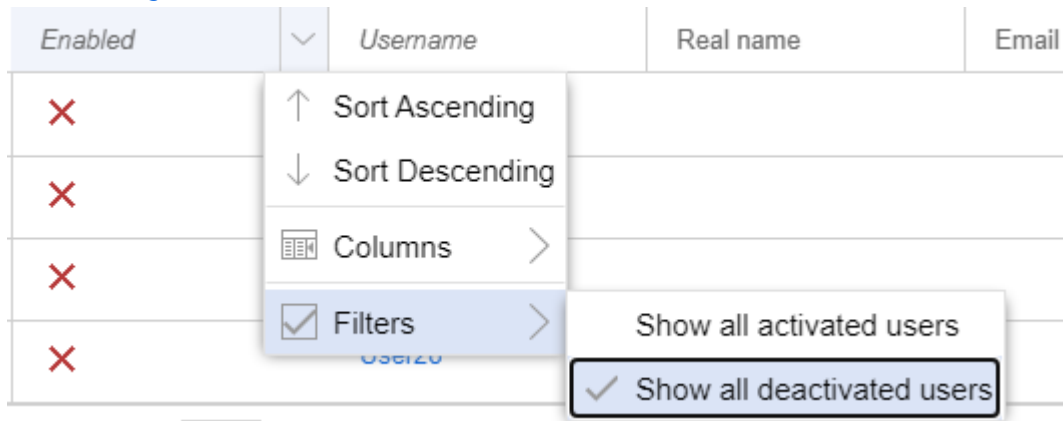 Enabled
Username
Real name
Email
Sort Ascending
Sort Descending
Columns
Filters
Show all activated users
Show all deactivated users